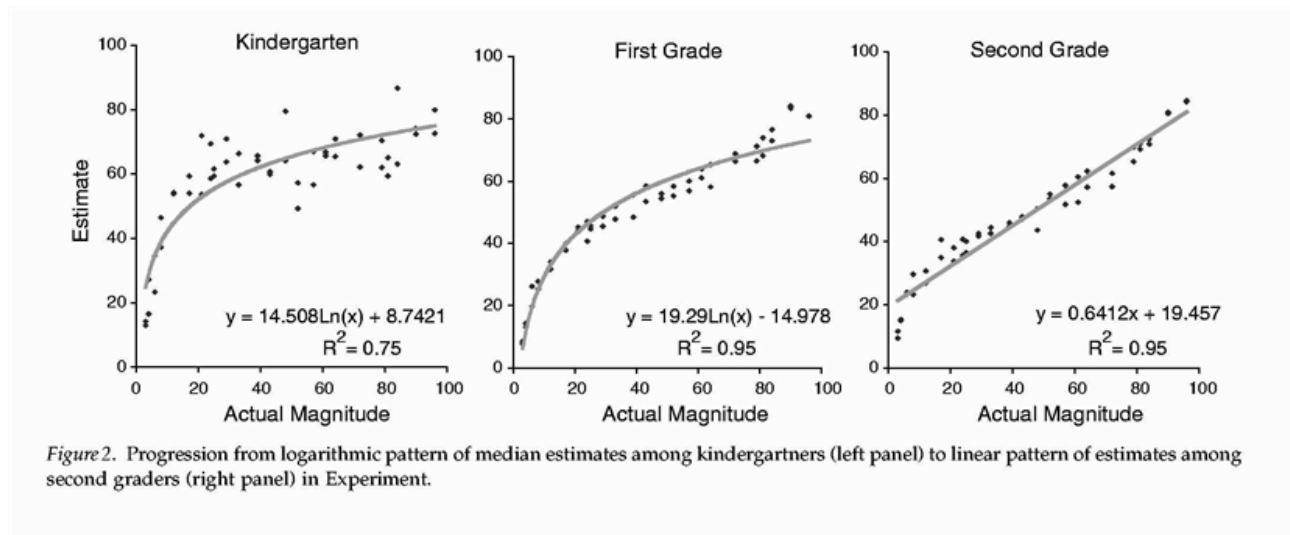 Kindergarten
100
80
60
40
20
0
Estimate
0 20 40 60 80 100
Actual Magnitude
y = 14.508Ln(x) + 8.7421
R2= 0.75
First Grade
100
80
60
40
20
0
0 20 40 60 80 100
Actual Magnitude
y = 19.29Ln(x) - 14.978
R2= 0.95
Second Grade
100
80
60
40
20
0
0 20 40 60 80 100
Actual Magnitude
y = 0.6412x + 19.457
R2= 0.95
Figure 2. Progression from logarithmic pattern of median estimates among kindergartners (left panel) to linear pattern of estimates among
second graders (right panel) in Experiment.